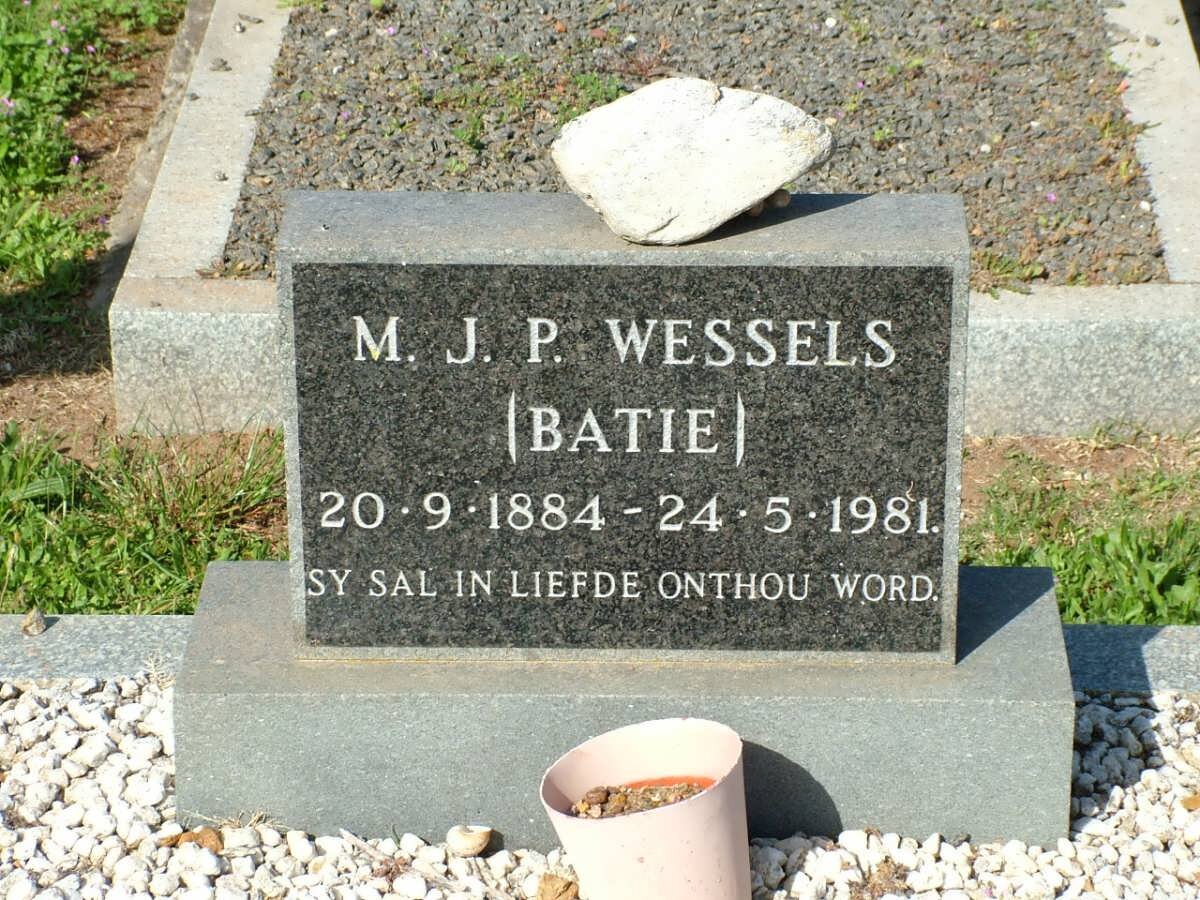 M. J. P. WESSELS
(BATIE)
20·9·1884 - 24·5·1981.
SY SAL IN LIEFDE ONTHOU WORD.